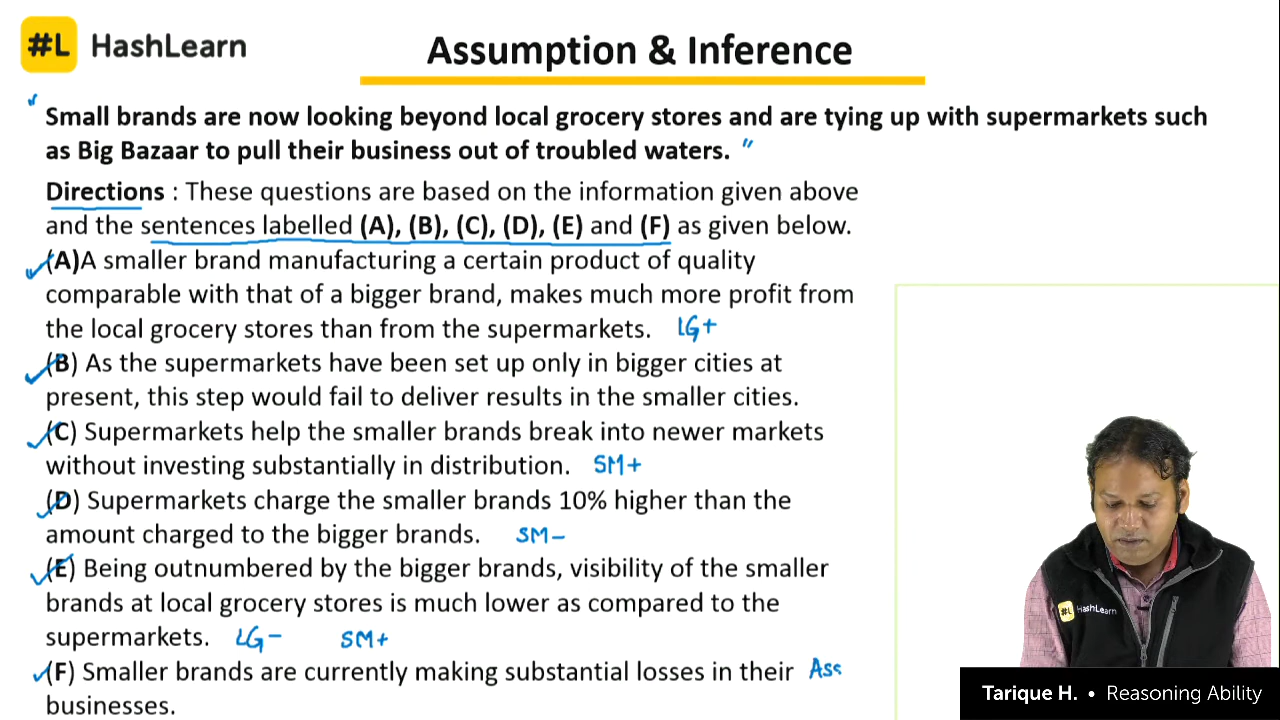 #L HashLearn
Assumption & Inference
" Small brands are now looking beyond local grocery stores and are tying up with supermarkets such
as Big Bazaar to pull their business out of troubled waters. "
Directions : These questions are based on the information given above
and the sentences labelled (A), (B), (C), (D), (E) and (F) as given below.
(A)A smaller brand manufacturing a certain product of quality
comparable with that of a bigger brand, makes much more profit from
the local grocery stores than from the supermarkets. LG+
(B) As the supermarkets have been set up only in bigger cities at
present, this step would fail to deliver results in the smaller cities.
(C) Supermarkets help the smaller brands break into newer markets
without investing substantially in distribution. SM+
(D) Supermarkets charge the smaller brands 10% higher than the
amount charged to the bigger brands. SM-
(E) Being outnumbered by the bigger brands, visibility of the smaller
brands at local grocery stores is much lower as compared to the
supermarkets. LG- SM+
(F) Smaller brands are currently making substantial losses in their Ass
businesses.
#L HashLearn
Tarique H. • Reasoning Ability